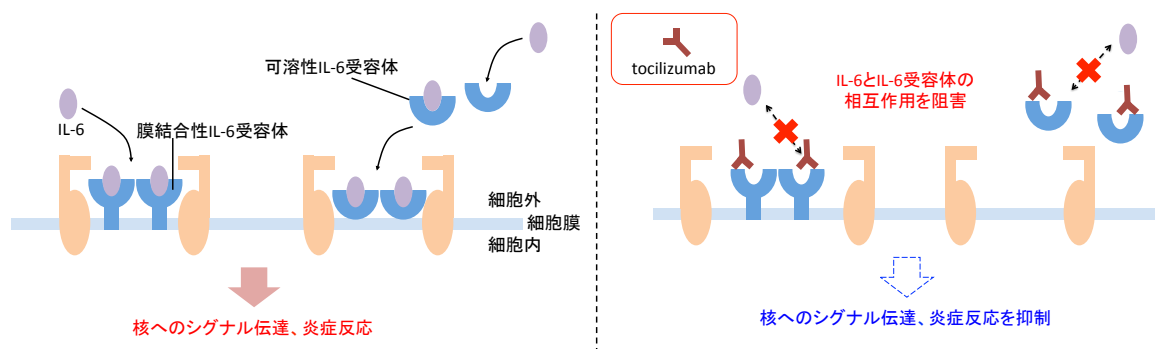 可溶性IL-6受容体
IL-6
膜結合性IL-6受容体
細胞外
細胞膜
細胞内
核へのシグナル伝達、炎症反応
tocilizumab
IL-6とIL-6受容体の
相互作用を阻害
核へのシグナル伝達、炎症反応を抑制